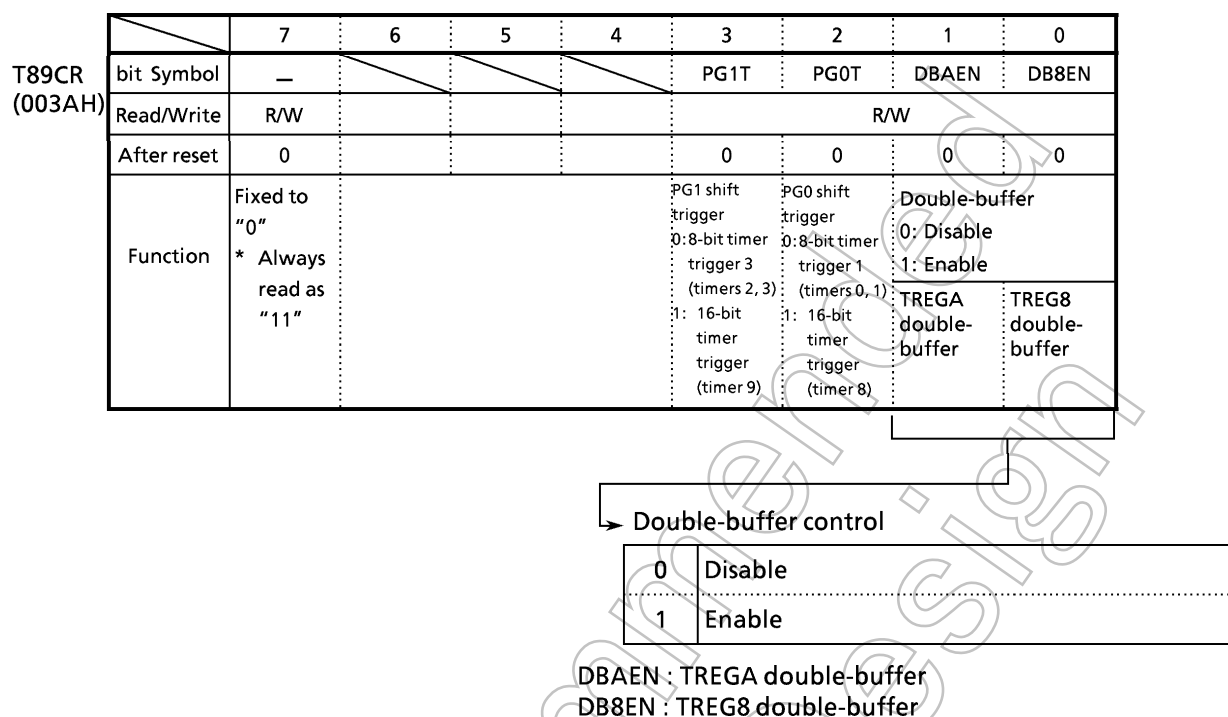 7 6 5 4 3 2 1 0
T89CR
(003AH)
bit Symbol — PG1T PG0T DBAEN DB8EN
Read/Write R/W R/W
After reset 0 0 0 0 0
Function
Fixed to
"0"
* Always
read as
"11"
PG1 shift
trigger
0:8-bit timer
trigger 3
(timers 2, 3)
1: 16-bit
timer
trigger
(timer 9)
PG0 shift
trigger
0:8-bit timer
trigger 1
(timers 0, 1)
1: 16-bit
timer
trigger
(timer 8)
Double-buffer
0: Disable
1: Enable
TREGA
double-
buffer
TREG8
double-
buffer
Double-buffer control
0 Disable
1 Enable
DBAEN : TREGA double-buffer
DB8EN : TREG8 double-buffer